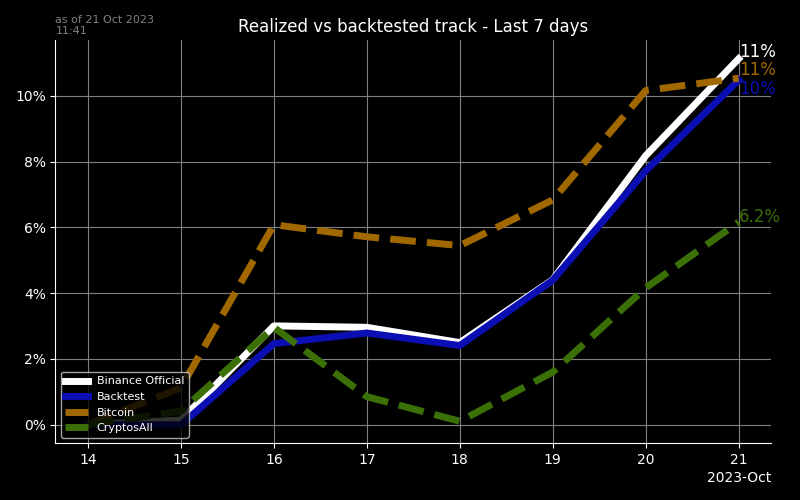 as of 21 Oct 2023
11:41
Realized vs backtested track - Last 7 days
11%
11%
10%
10%
8%
6.2%
6%
4%
2%
0%
Binance Official
Backtest
Bitcoin
CryptosAll
14 15 16 17 18 19 20 21
2023-Oct